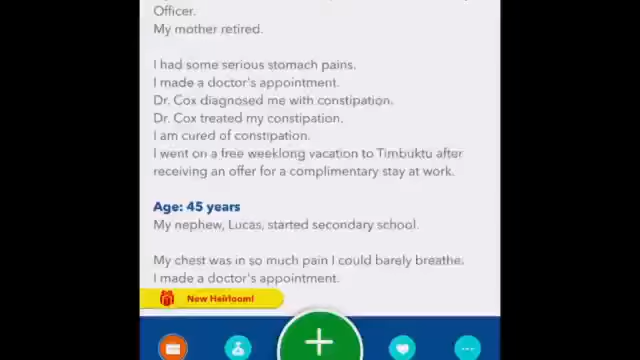 Officer.
My mother retired.
I had some serious stomach pains.
I made a doctor's appointment.
Dr. Cox diagnosed me with constipation.
Dr. Cox treated my constipation.
I am cured of constipation.
I went on a free weeklong vacation to Timbuktu after
receiving an offer for a complimentary stay at work.
Age: 45 years
My nephew, Lucas, started secondary school.
My chest was in so much pain I could barely breathe.
I made a doctor's appointment.
New Heirloom!